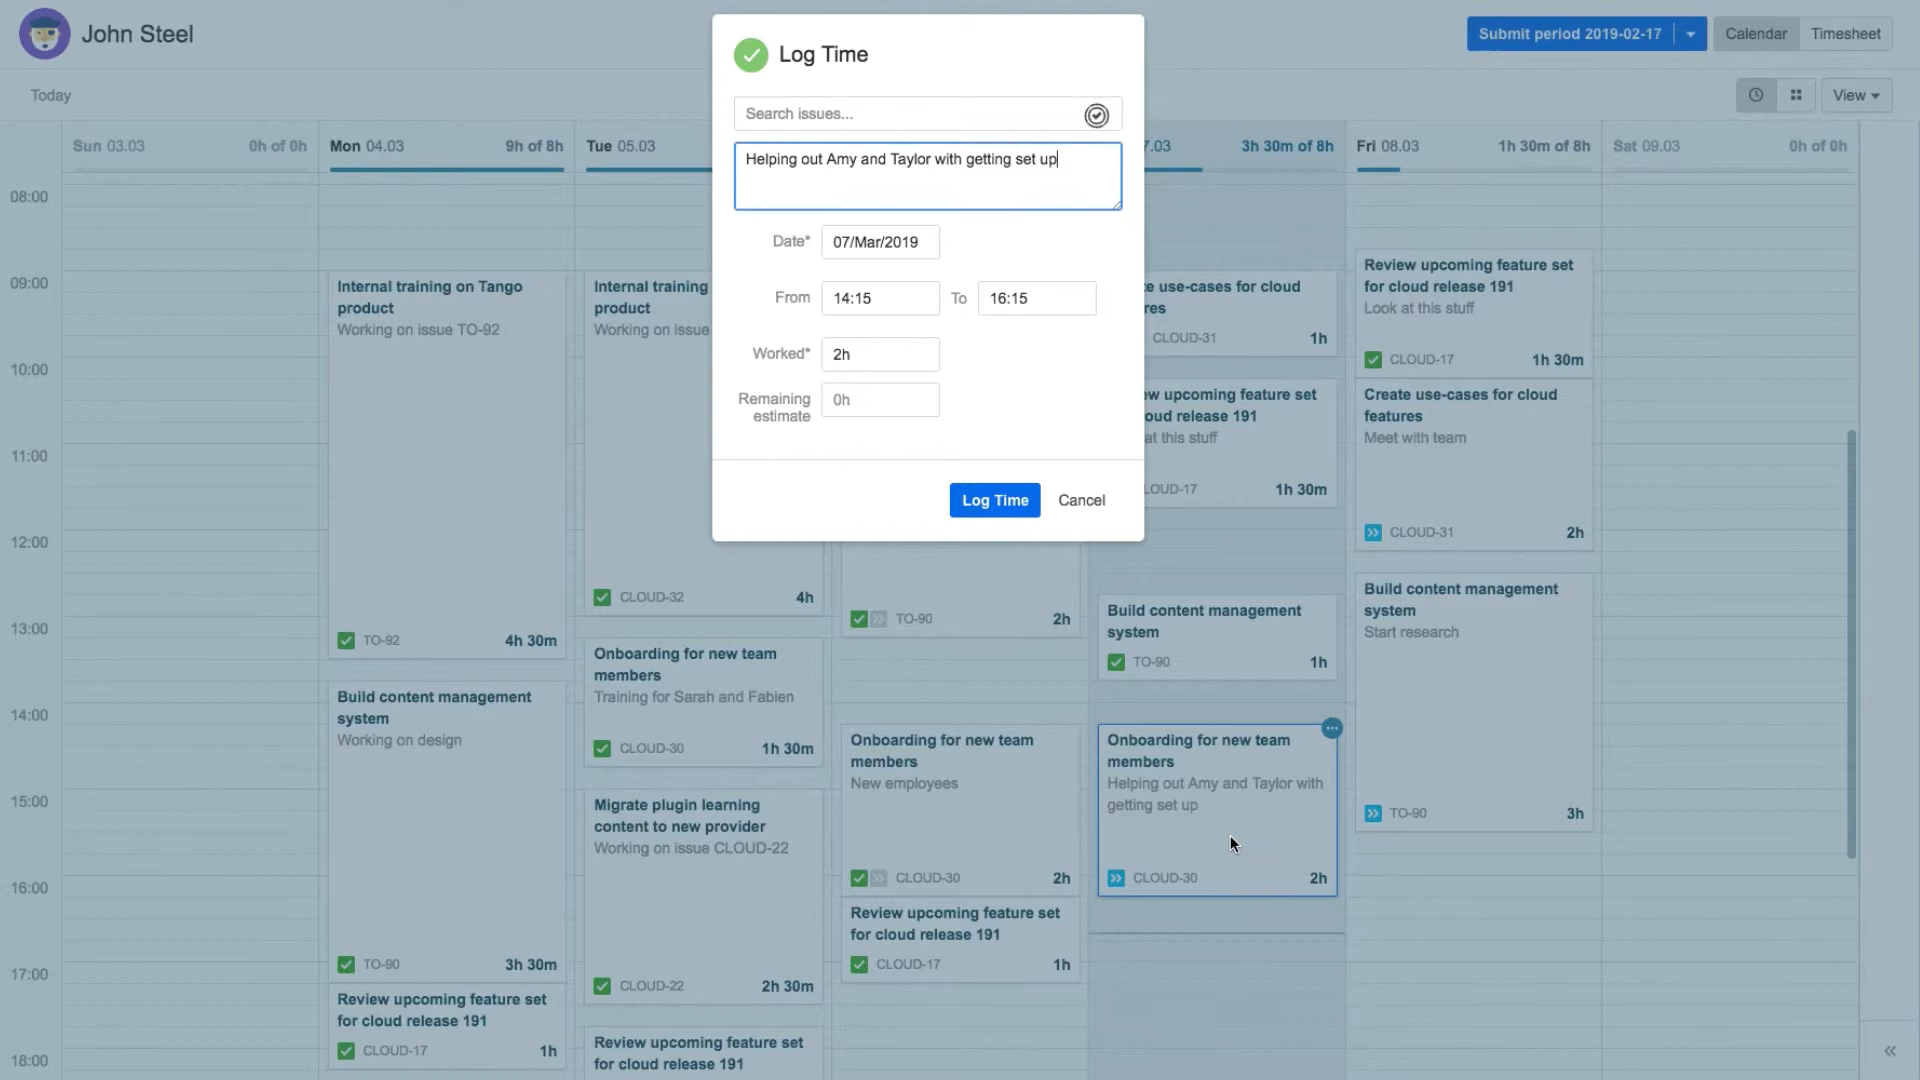 John Steel
Submit period 2019-02-17
Calendar
Timesheet
Today
View
Log Time
Search issues...
Helping out Amy and Taylor with getting set up
Date*
07/Mar/2019
From
14:15
To
16:15
Worked*
2h
Remaining
estimate
0h
Log Time
Cancel
Sun 03.03
0h of 0h
Mon 04.03
9h of 8h
Tue 05.03
7.03
3h 30m of 8h
Fri 08.03
1h 30m of 8h
Sat 09.03
0h of 0h
08:00
09:00
10:00
11:00
12:00
13:00
14:00
15:00
16:00
17:00
18:00
Internal training on Tango
product
Working on issue TO-92
TO-92
4h 30m
Build content management
system
Working on design
TO-90
3h 30m
Review upcoming feature set
for cloud release 191
CLOUD-17
1h
Internal training
product
Working on issue
CLOUD-32
4h
Onboarding for new team
members
Training for Sarah and Fabien
CLOUD-30
1h 30m
Migrate plugin learning
content to new provider
Working on issue CLOUD-22
CLOUD-22
2h 30m
Review upcoming feature set
for cloud release 191
TO-90
2h
Onboarding for new team
members
New employees
CLOUD-30
2h
Review upcoming feature set
for cloud release 191
CLOUD-17
1h
e use-cases for cloud
res
CLOUD-31
1h
ew upcoming feature set
oud release 191
at this stuff
LOUD-17
1h 30m
Build content management
system
TO-90
1h
Onboarding for new team
members
Helping out Amy and Taylor with
getting set up
CLOUD-30
2h
Review upcoming feature set
for cloud release 191
Look at this stuff
CLOUD-17
1h 30m
Create use-cases for cloud
features
Meet with team
CLOUD-31
2h
Build content management
system
Start research
TO-90
3h